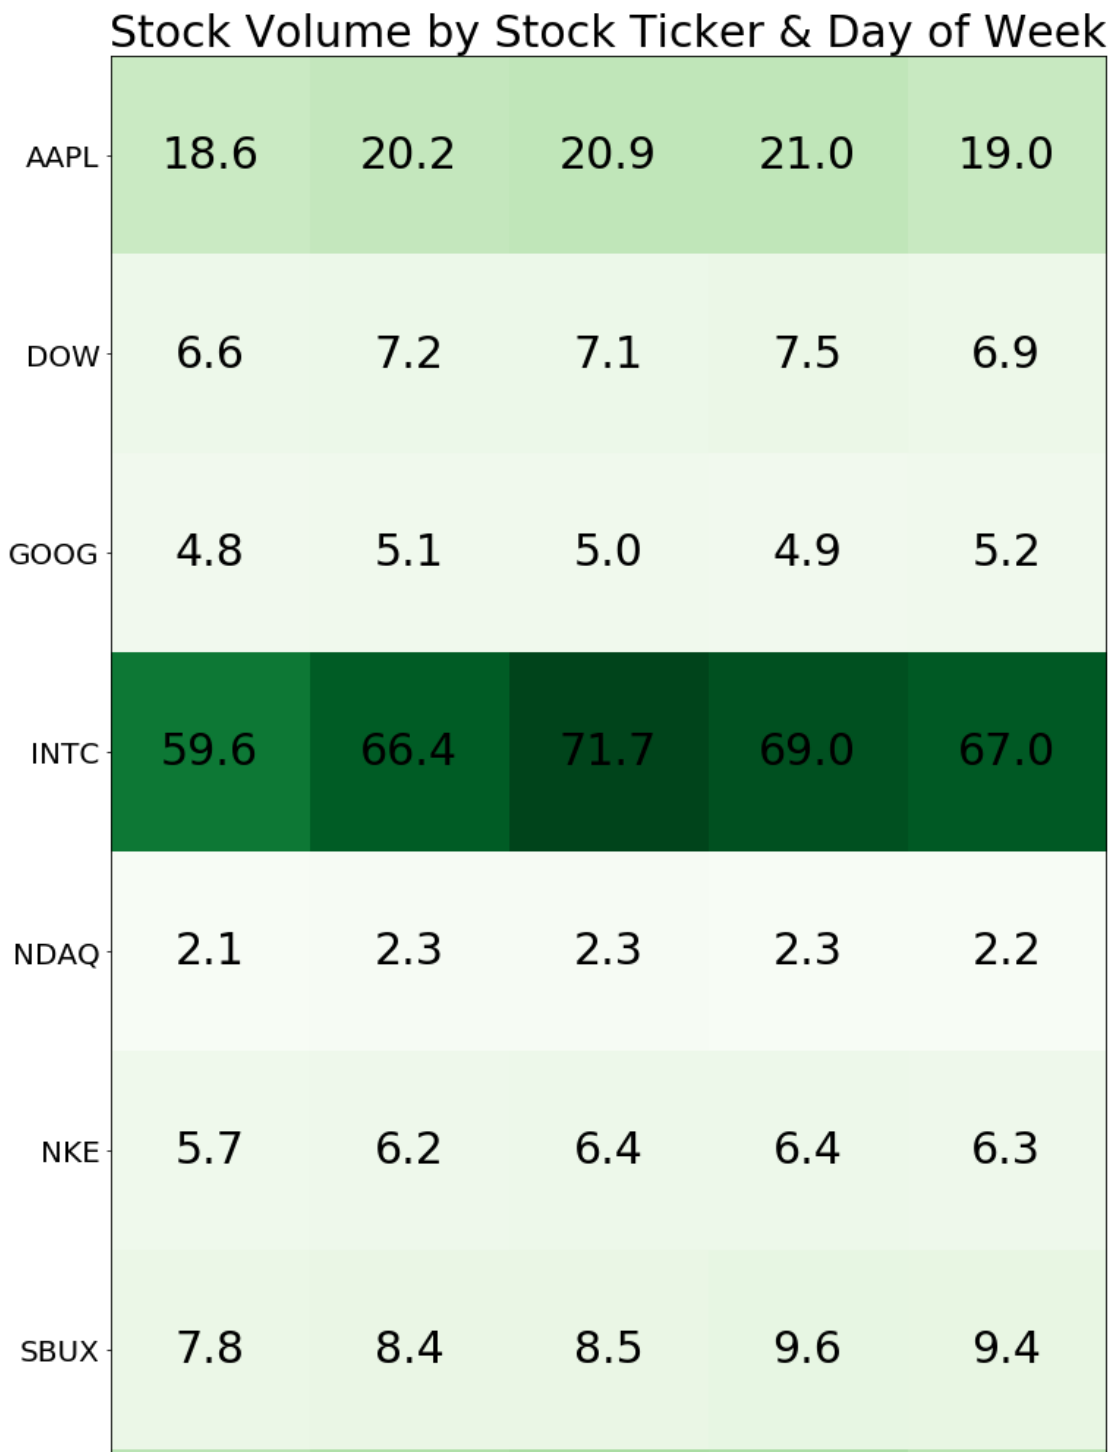 Stock Volume by Stock Ticker & Day of Week
AAPL 18.6 20.2 20.9 21.0 19.0
DOW 6.6 7.2 7.1 7.5 6.9
GOOG 4.8 5.1 5.0 4.9 5.2
INTC 59.6 66.4 71.7 69.0 67.0
NDAQ 2.1 2.3 2.3 2.3 2.2
NKE 5.7 6.2 6.4 6.4 6.3
SBUX 7.8 8.4 8.5 9.6 9.4